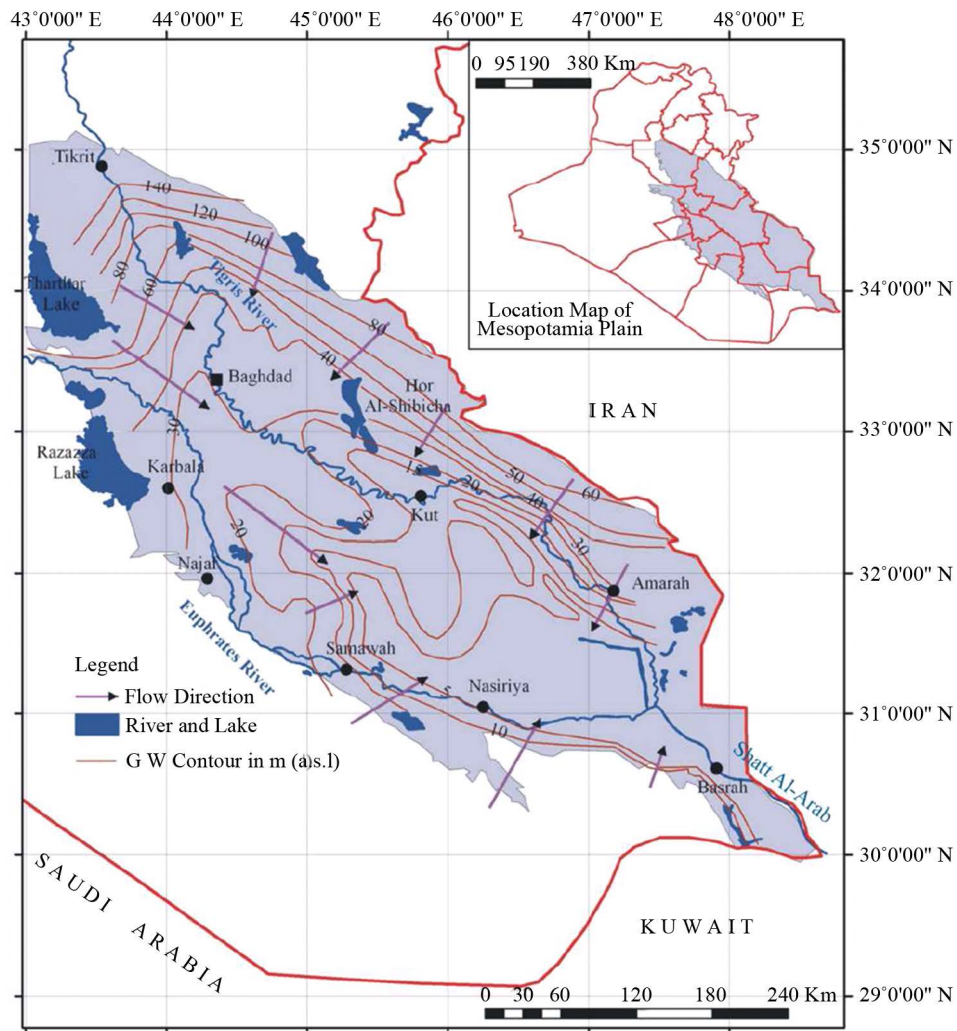 43°0'00" E
44°0'00" E
45°0'00" E
46°0'00" E
47°0'00" E
48°0'00" E
0 95 190 380 Km
Location Map of
Mesopotamia Plain
35°0'00" N
34°0'00" N
33°0'00" N
32°0'00" N
31°0'00" N
30°0'00" N
29°0'00" N
Tikrit
140
120
100
80
60
Tigris River
Tharthar
Lake
80
40
Baghdad
Hor
Al-Shibicha
IRAN
30
Razazza
Lake
Karbala
15
20
50
40
60
Kut
20
20
30
Najaf
Amarah
Euphrates River
Samawah
Nasiriya
5
10
Basrah
Shatt Al-Arab
Legend
Flow Direction
River and Lake
G W Contour in m (a.s.l)
SAUDI ARABIA
KUWAIT
0 30 60 120 180 240 Km